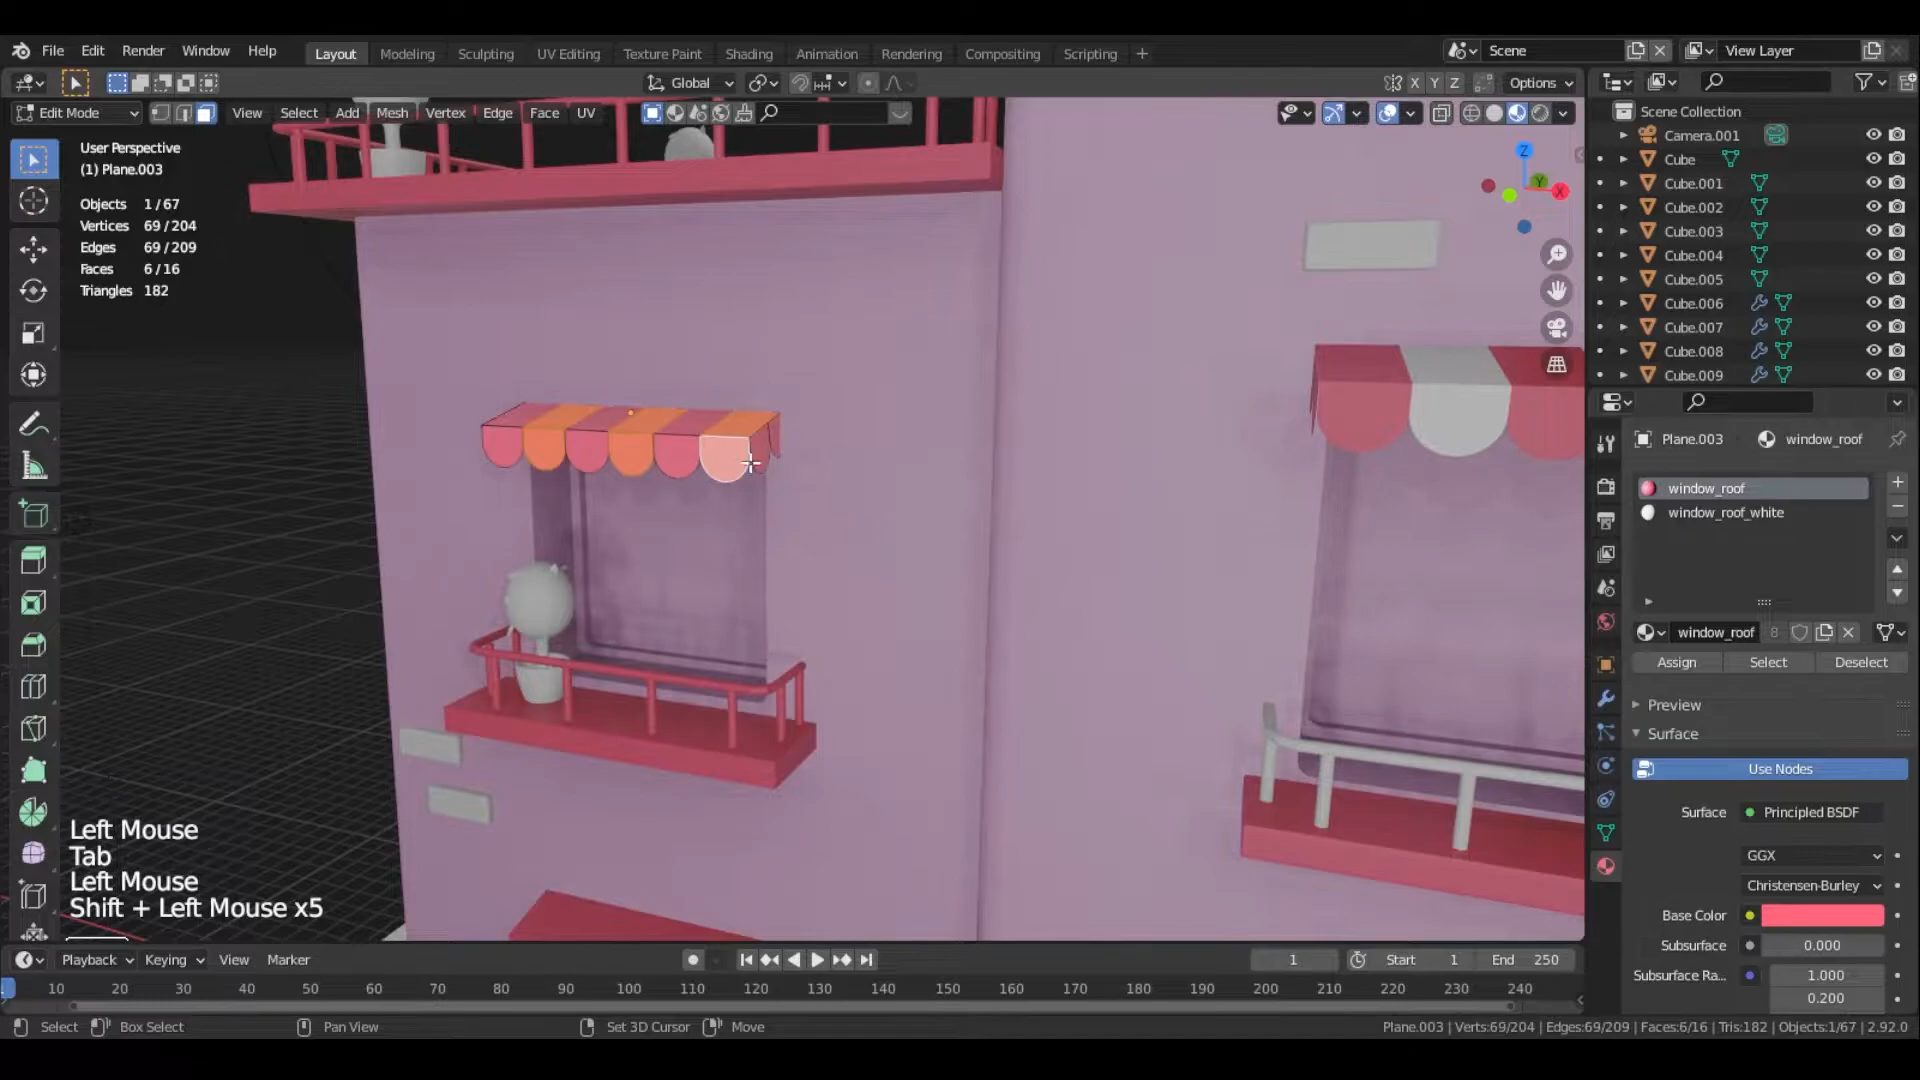 File Edit Render Window Help Layout Modeling Sculpting UV Editing Texture Paint Shading Animation Rendering Compositing Scripting + Scene View Layer
Global X Y Z Options
Edit Mode View Select Add Mesh Vertex Edge Face UV
User Perspective
(1) Plane.003
Objects 1 / 67
Vertices 69 / 204
Edges 69 / 209
Faces 6 / 16
Triangles 182
Z
Y
X
Left Mouse
Tab
Left Mouse
Shift + Left Mouse x5
Scene Collection
Camera.001
Cube
Cube.001
Cube.002
Cube.003
Cube.004
Cube.005
Cube.006
Cube.007
Cube.008
Cube.009
Plane.003 window_roof
window_roof
window_roof_white
window_roof 8
Assign Select Deselect
Preview
Surface
Use Nodes
Surface Principled BSDF
GGX
Christensen-Burley
Base Color
Subsurface 0.000
Subsurface Ra... 1.000
0.200
Playback Keying View Marker 1 Start 1 End 250
10 20 30 40 50 60 70 80 90 100 110 120 130 140 150 160 170 180 190 200 210 220 230 240
Select Box Select Pan View Set 3D Cursor Move Plane.003 | Verts:69/204 | Edges:69/209 | Faces:6/16 | Tris:182 | Objects:1/67 | 2.92.0